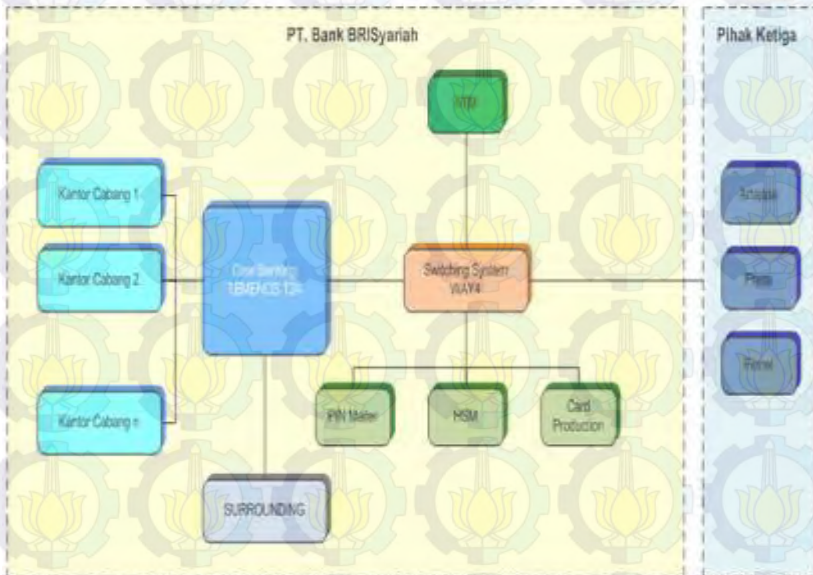 PT. Bank BRISyariah
Pihak Ketiga
ATM
Kantor Cabang 1
Kantor Cabang 2
Kantor Cabang n
Core Banking
TEMENOS T24
Switching System
WAY4
PIN Mailer
HSM
Card
Production
SURROUNDING
Artajasa
Prima